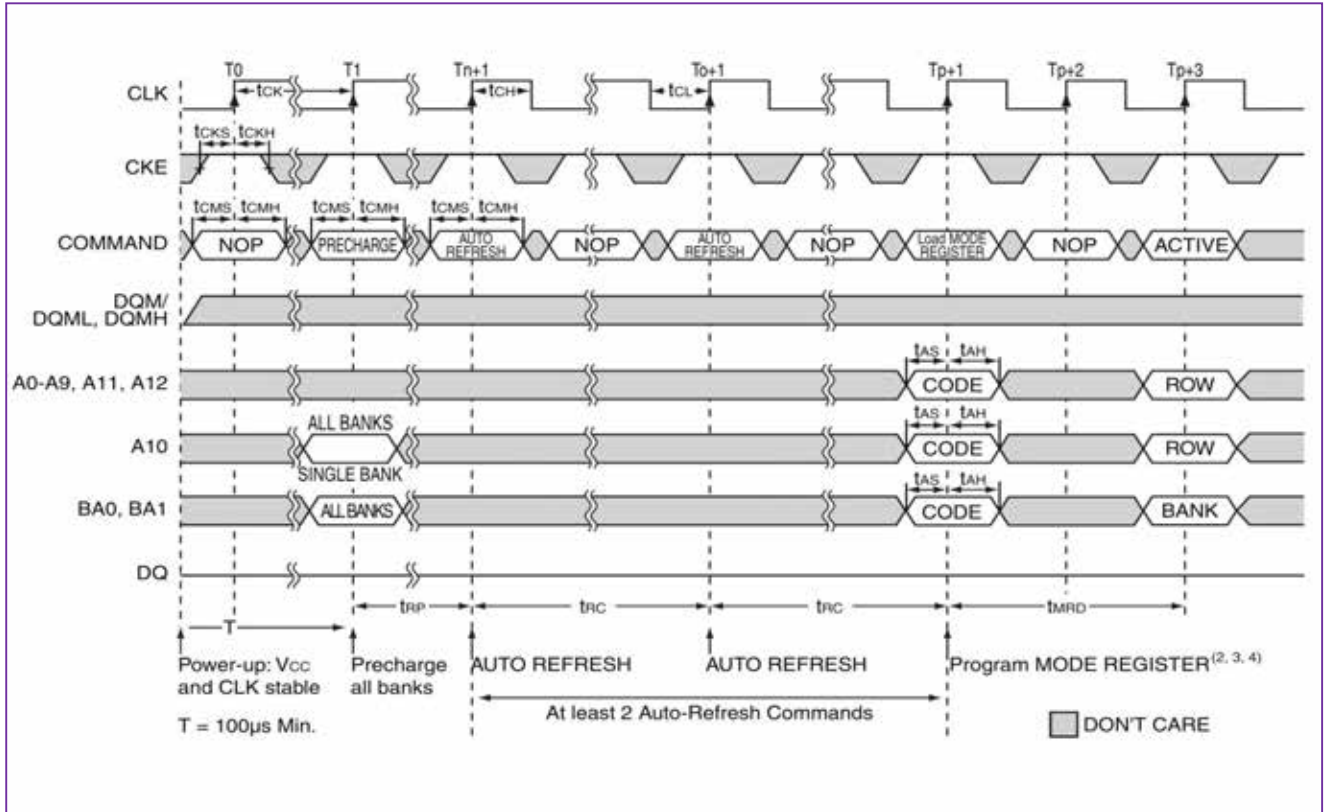 T0 T1 Tn+1 To+1 Tp+1 Tp+2 Tp+3
CLK tCK tCH tCL
tCKS tCKH
CKE
tCMS tCMH tCMS tCMH tCMS tCMH
COMMAND NOP PRECHARGE AUTO REFRESH NOP AUTO REFRESH NOP Load MODE REGISTER NOP ACTIVE
DQM/
DQML, DQMH
tAS tAH
A0-A9, A11, A12 CODE ROW
ALL BANKS tAS tAH
A10 CODE ROW
SINGLE BANK tAS tAH
BA0, BA1 ALL BANKS CODE BANK
DQ
tRP tRC tRC tMRD
T
Power-up: VCC Precharge AUTO REFRESH AUTO REFRESH Program MODE REGISTER(2, 3, 4)
and CLK stable all banks
At least 2 Auto-Refresh Commands
T = 100µs Min. DON'T CARE